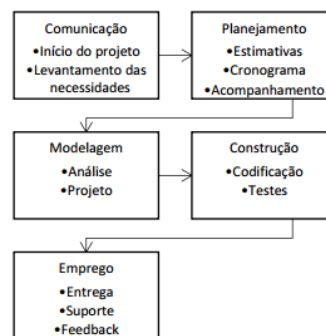 Comunicação
•Início do projeto
•Levantamento das
necessidades
Planejamento
•Estimativas
•Cronograma
•Acompanhamento
Modelagem
•Análise
•Projeto
Construção
•Codificação
•Testes
Emprego
•Entrega
•Suporte
•Feedback